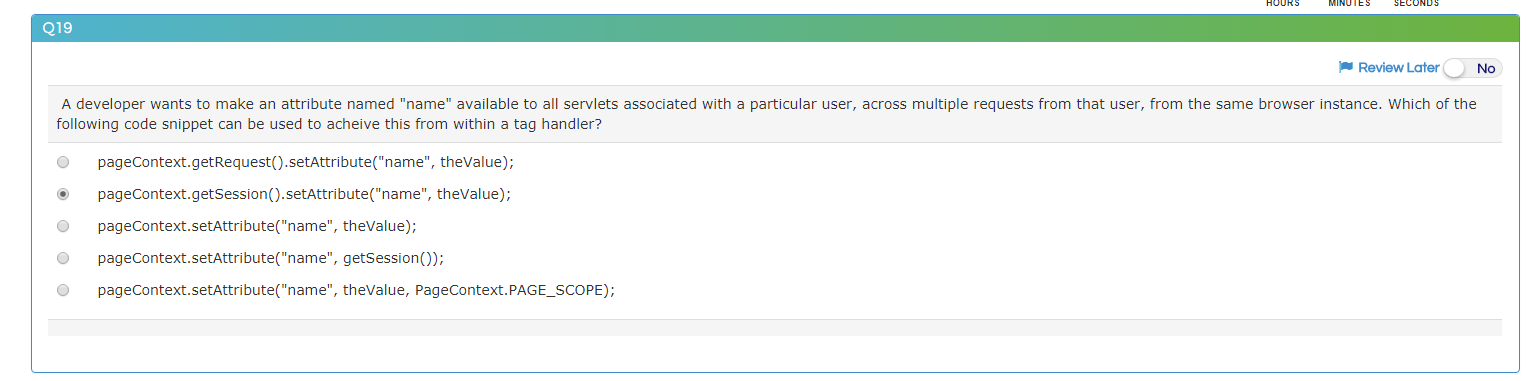 HOURS MINUTES SECONDS
Q19
Review Later No
A developer wants to make an attribute named "name" available to all servlets associated with a particular user, across multiple requests from that user, from the same browser instance. Which of the
following code snippet can be used to acheive this from within a tag handler?
pageContext.getRequest().setAttribute("name", theValue);
pageContext.getSession().setAttribute("name", theValue);
pageContext.setAttribute("name", theValue);
pageContext.setAttribute("name", getSession());
pageContext.setAttribute("name", theValue, PageContext.PAGE_SCOPE);